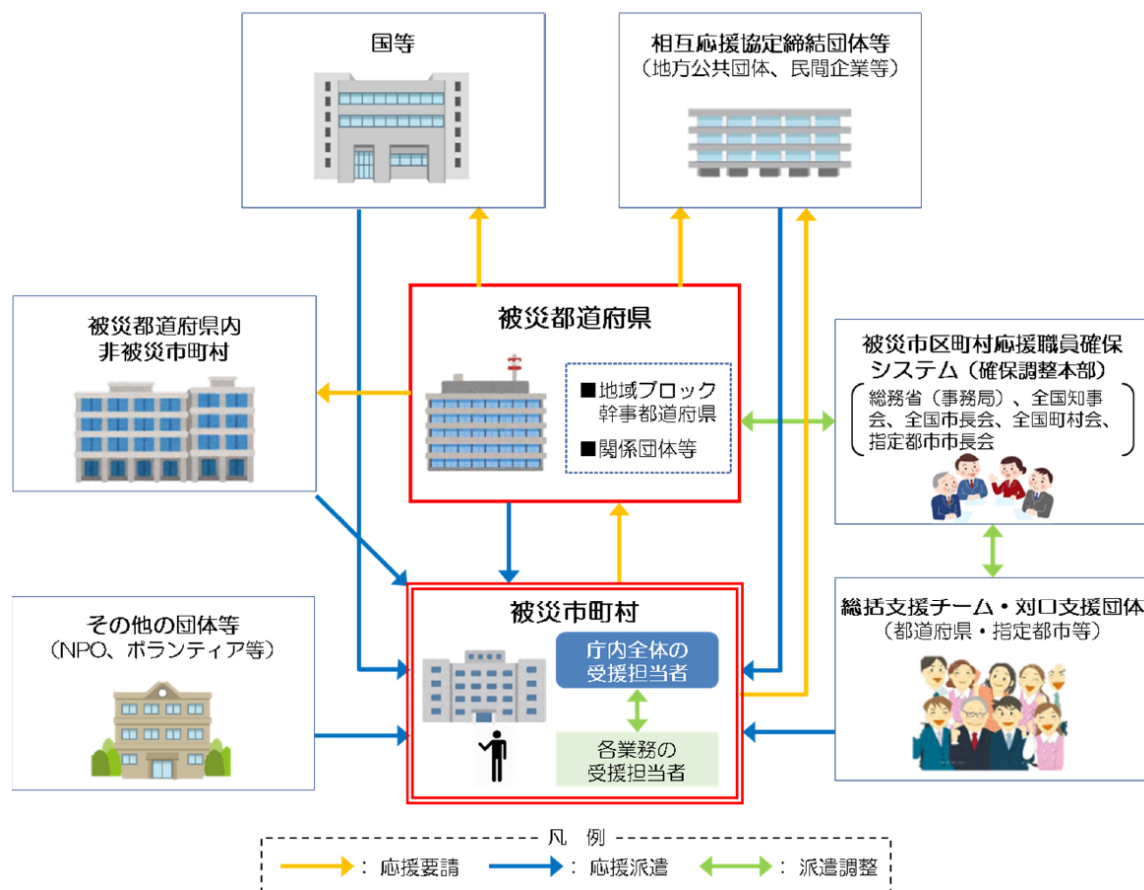 国等
相互応援協定締結団体等
（地方公共団体、民間企業等）
被災都道府県内
非被災市町村
被災都道府県
■地域ブロック
幹事都道府県
■関係団体等
被災市区町村応援職員確保
システム（確保調整本部）
総務省（事務局）、全国知事
会、全国市長会、全国町村会、
指定都市市長会
その他の団体等
（NPO、ボランティア等）
被災市町村
庁内全体の
受援担当者
各業務の
受援担当者
総括支援チーム・対口支援団体
（都道府県・指定都市等）
凡 例
：応援要請
：応援派遣
：派遣調整